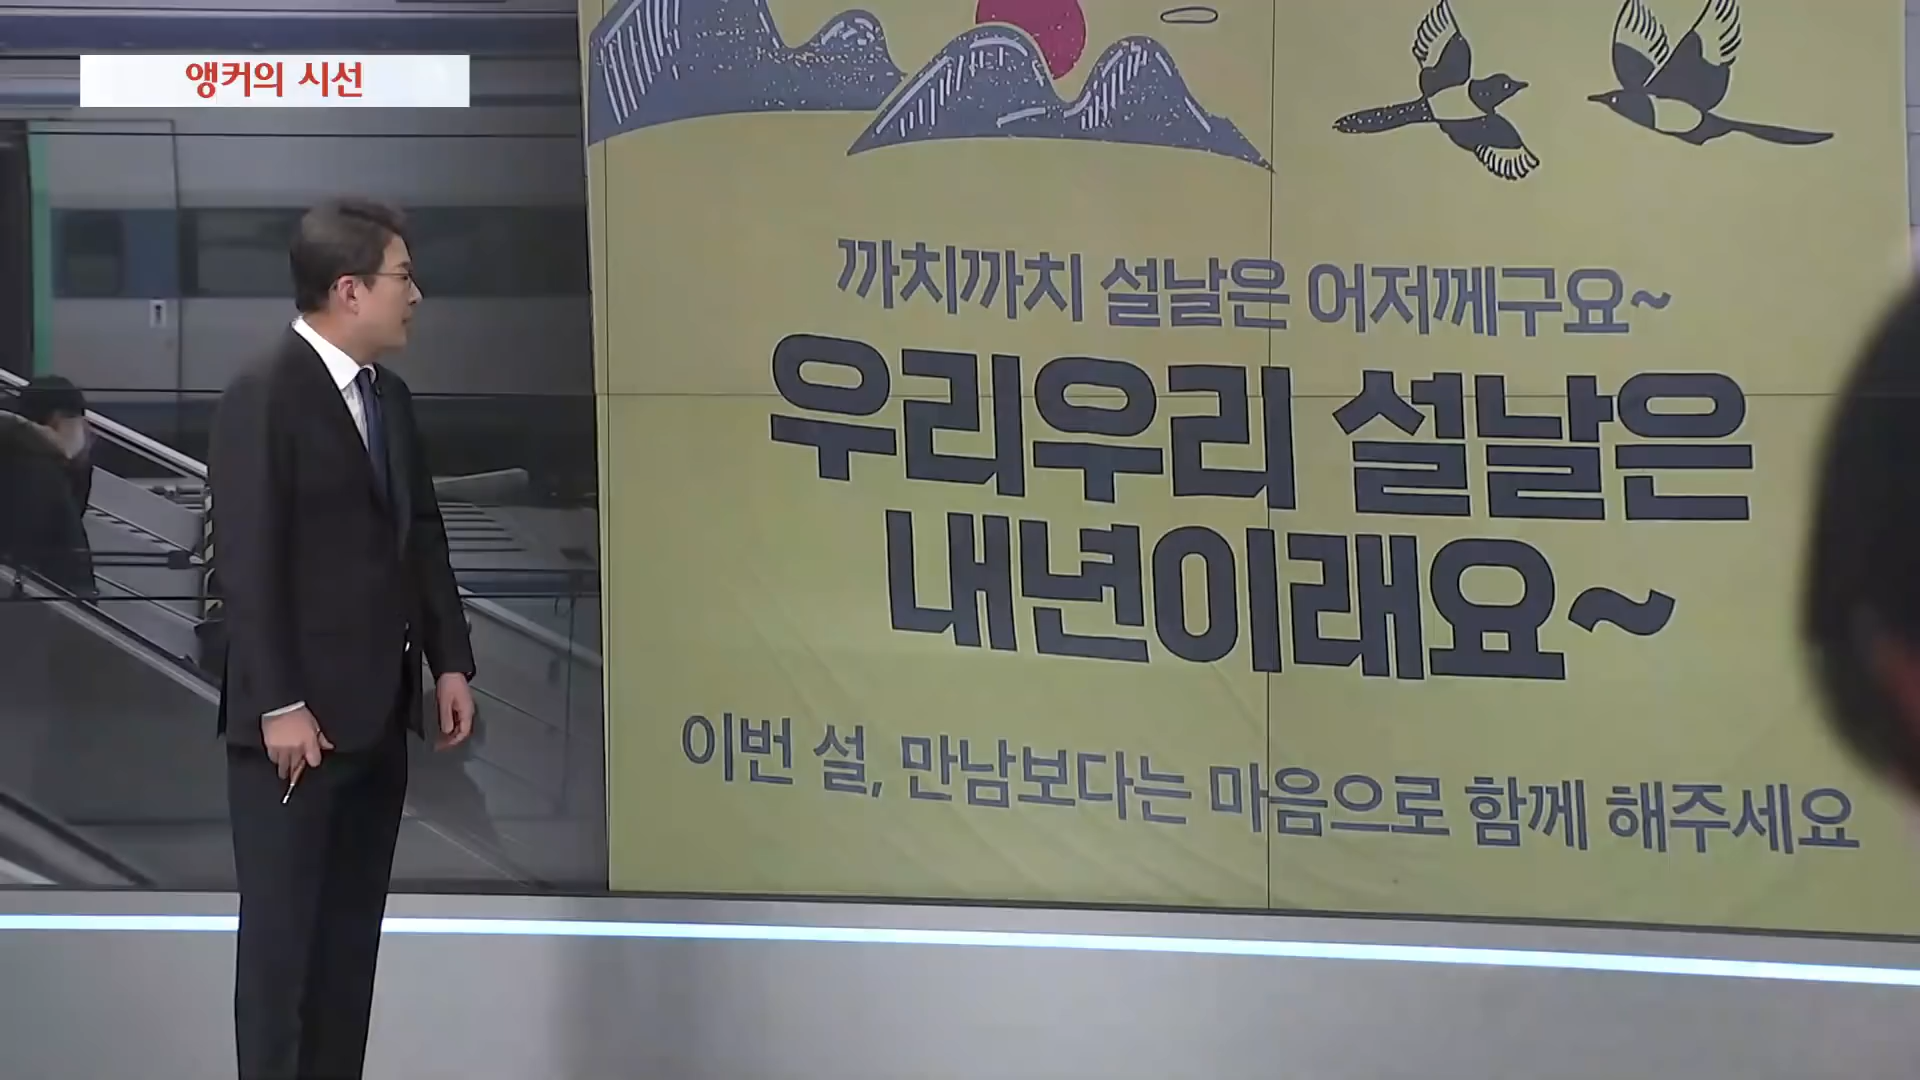 앵커의 시선
까치까치 설날은 어저께구요~
우리우리 설날은
내년이래요~
이번 설, 만남보다는 마음으로 함께 해주세요